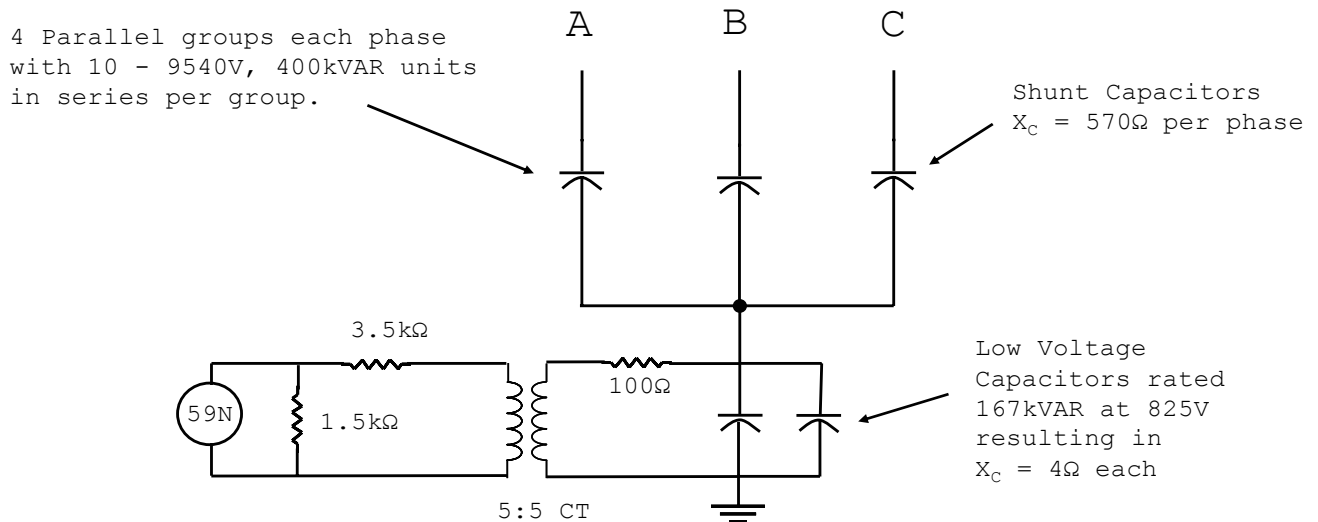 A B C
4 Parallel groups each phase
with 10 - 9540V, 400kVAR units
in series per group.
Shunt Capacitors
X_C = 570Ω per phase
3.5kΩ
100Ω
59N
1.5kΩ
5:5 CT
Low Voltage
Capacitors rated
167kVAR at 825V
resulting in
X_C = 4Ω each